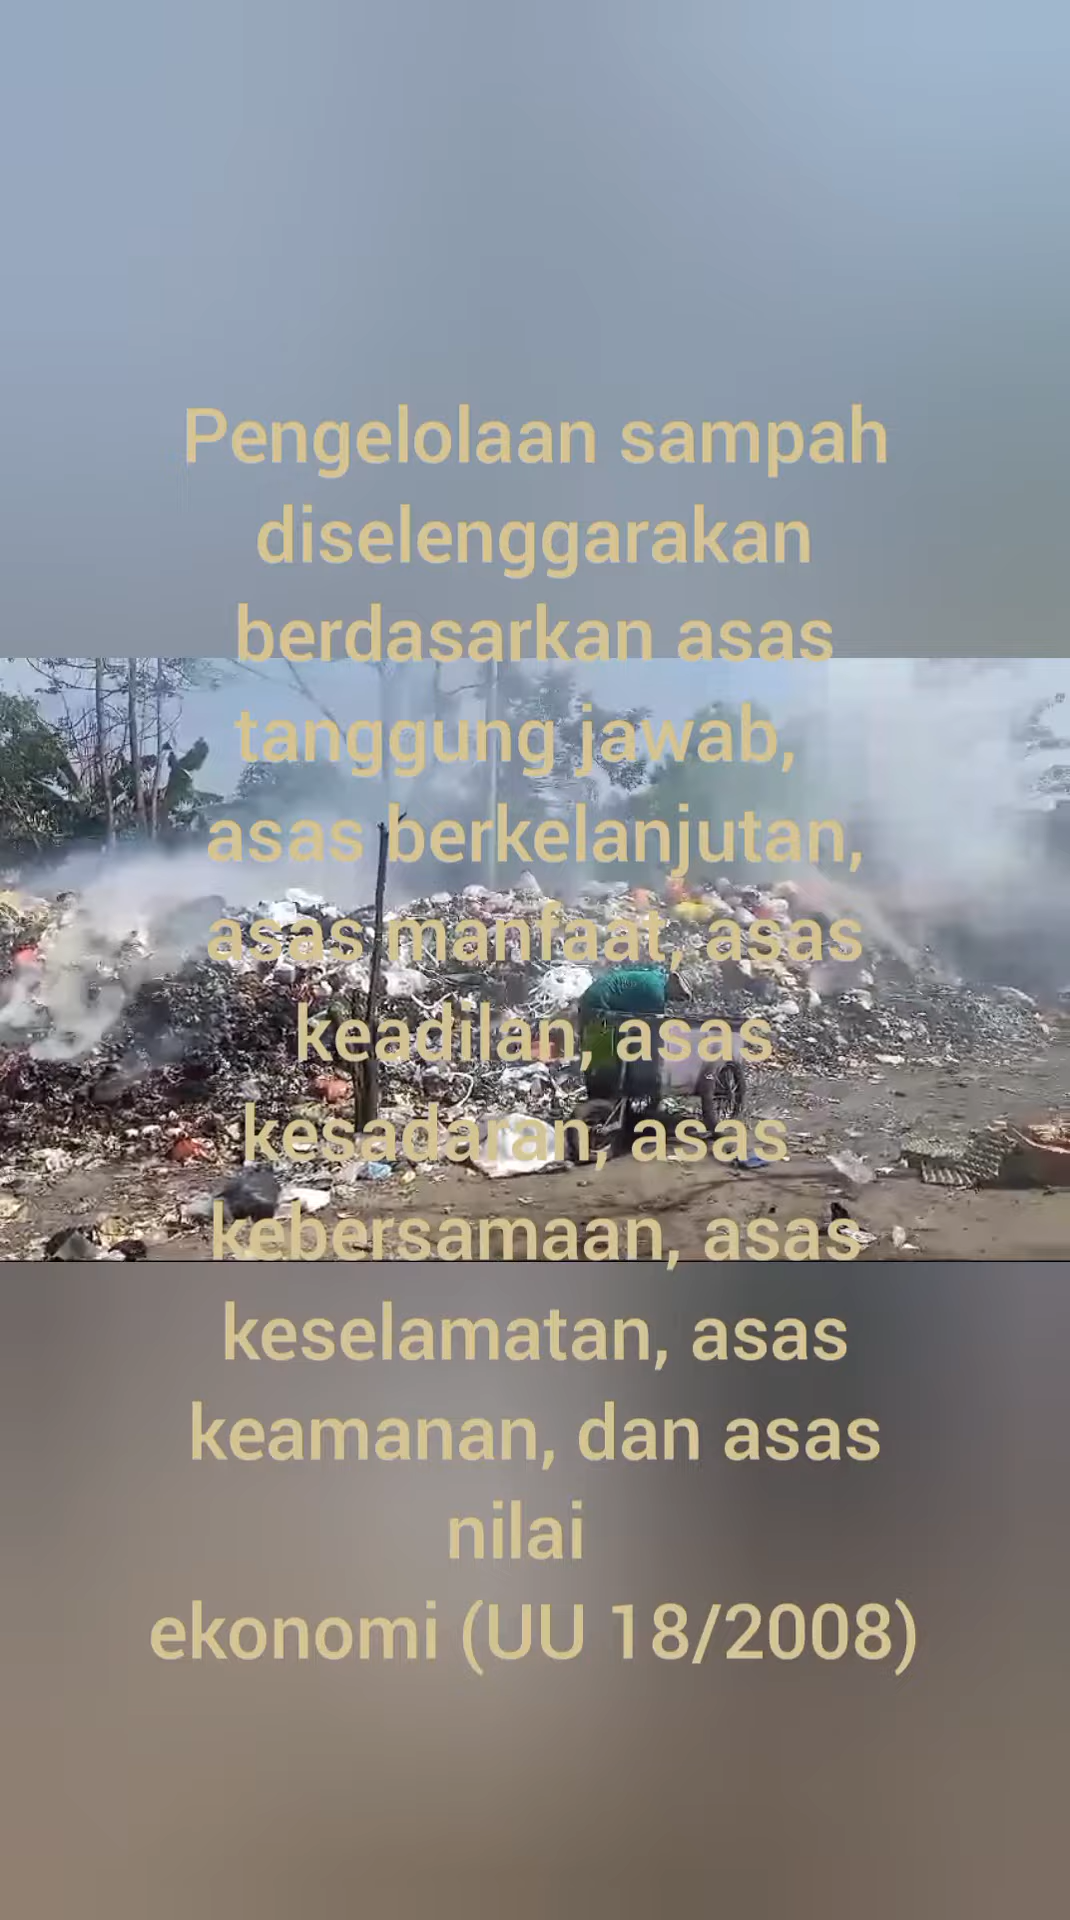 Pengelolaan sampah
diselenggarakan
berdasarkan asas
tanggung jawab,
asas berkelanjutan,
asas manfaat, asas
keadilan, asas
kesadaran, asas
kebersamaan, asas
keselamatan, asas
keamanan, dan asas
nilai
ekonomi (UU 18/2008)